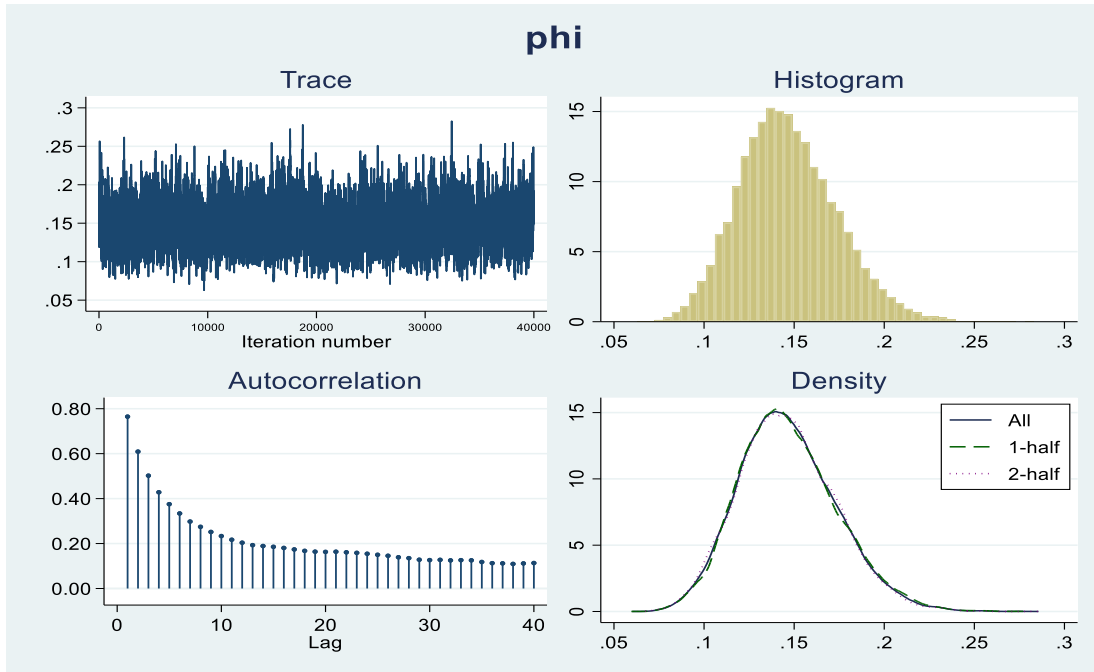 phi
Trace
.3
.25
.2
.15
.1
.05
0 10000 20000 30000 40000
Iteration number
Histogram
15
10
5
0
.05 .1 .15 .2 .25 .3
Autocorrelation
0.80
0.60
0.40
0.20
0.00
0 10 20 30 40
Lag
Density
15
10
5
0
.05 .1 .15 .2 .25 .3
All
1-half
2-half